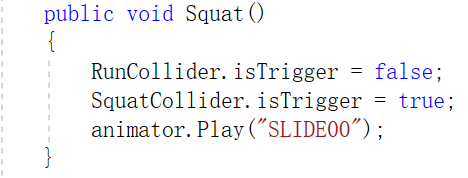 public void Squat()
{
RunCollider.isTrigger = false;
SquatCollider.isTrigger = true;
animator.Play("SLIDE00");
}